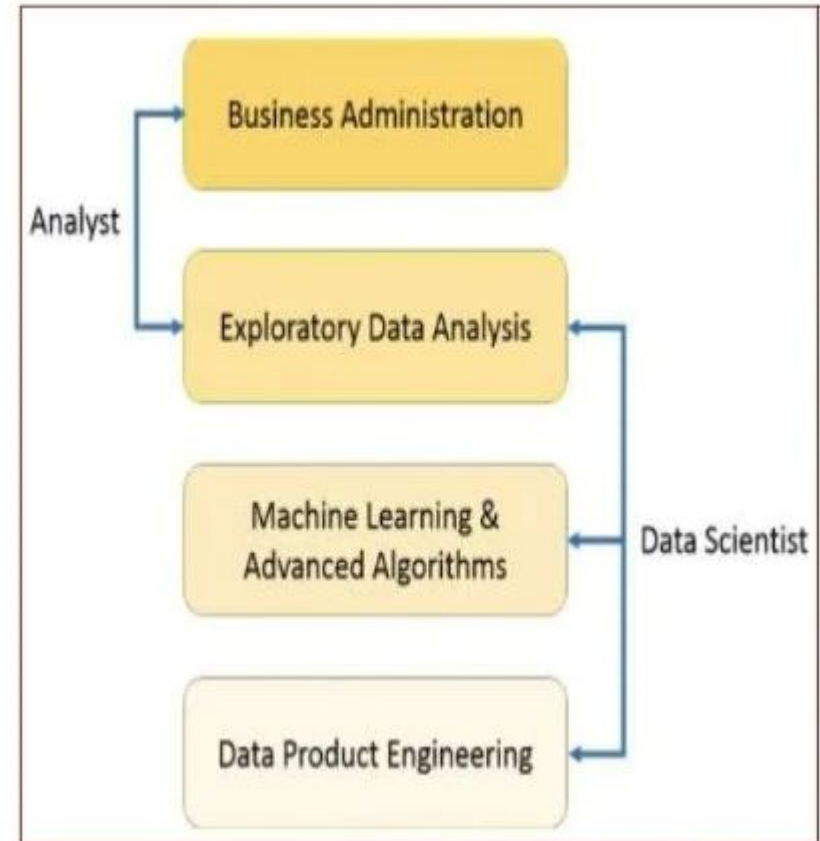 Business Administration
Analyst
Exploratory Data Analysis
Machine Learning &
Advanced Algorithms
Data Scientist
Data Product Engineering